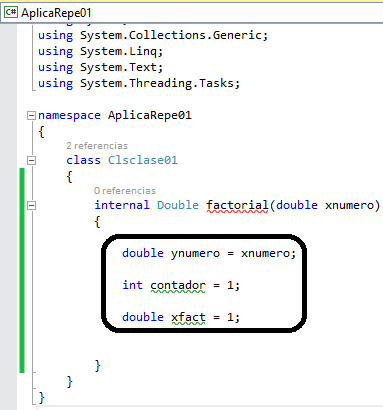 C# AplicaRepe01
using System.Collections.Generic;
using System.Linq;
using System.Text;
using System.Threading.Tasks;
namespace AplicaRepe01
{
2 referencias
class Clsclase01
{
0 referencias
internal Double factorial(double xnumero)
{
double ynumero = xnumero;
int contador = 1;
double xfact = 1;
}
}
}